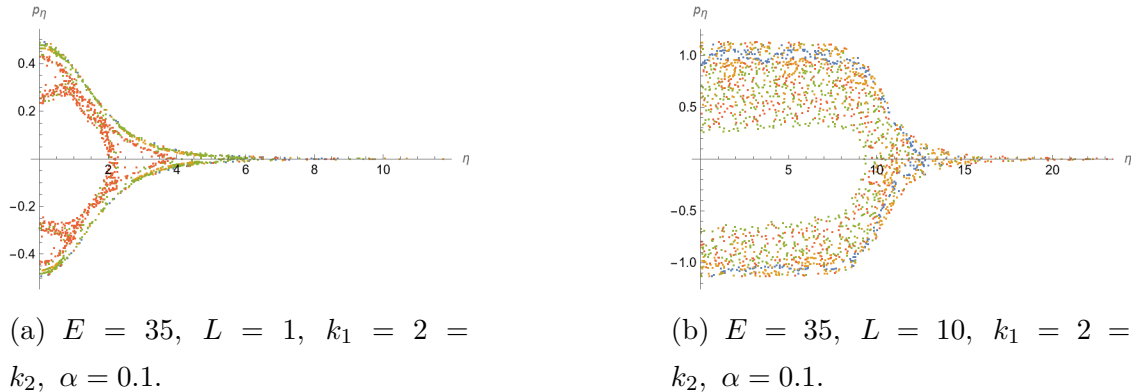 pη
0.4
0.2
2 4 6 8 10 η
−0.2
−0.4
(a) E = 35, L = 1, k1 = 2 =
k2, α = 0.1.
pη
1.0
0.5
5 10 15 20 η
−0.5
−1.0
(b) E = 35, L = 10, k1 = 2 =
k2, α = 0.1.